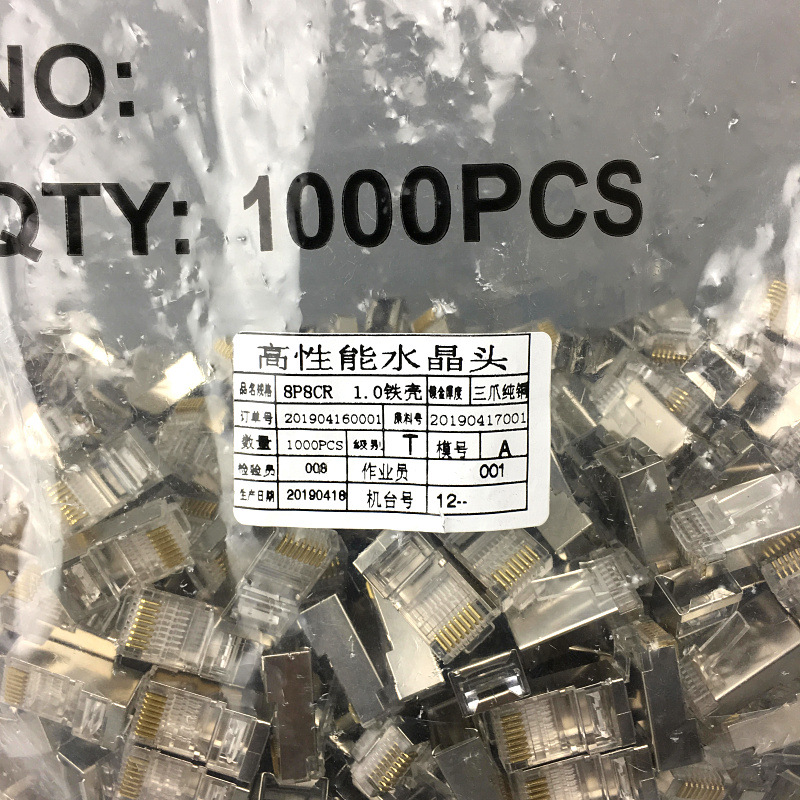 NO:
QTY: 1000PCS
高性能水晶头
品名规格 8P8CR 1.0铁壳 镀金厚度 三爪纯铜
订单号 201904160001 原料号 20190417001
数量 1000PCS 级别 T 模号 A
检验员 008 作业员 001
生产日期 20190418 机台号 12--